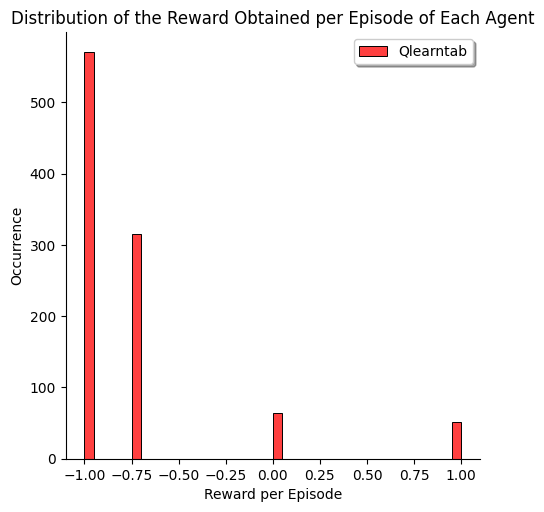 Distribution of the Reward Obtained per Episode of Each Agent
Qlearntab
500
400
300
200
100
0
Occurrence
−1.00 −0.75 −0.50 −0.25 0.00 0.25 0.50 0.75 1.00
Reward per Episode